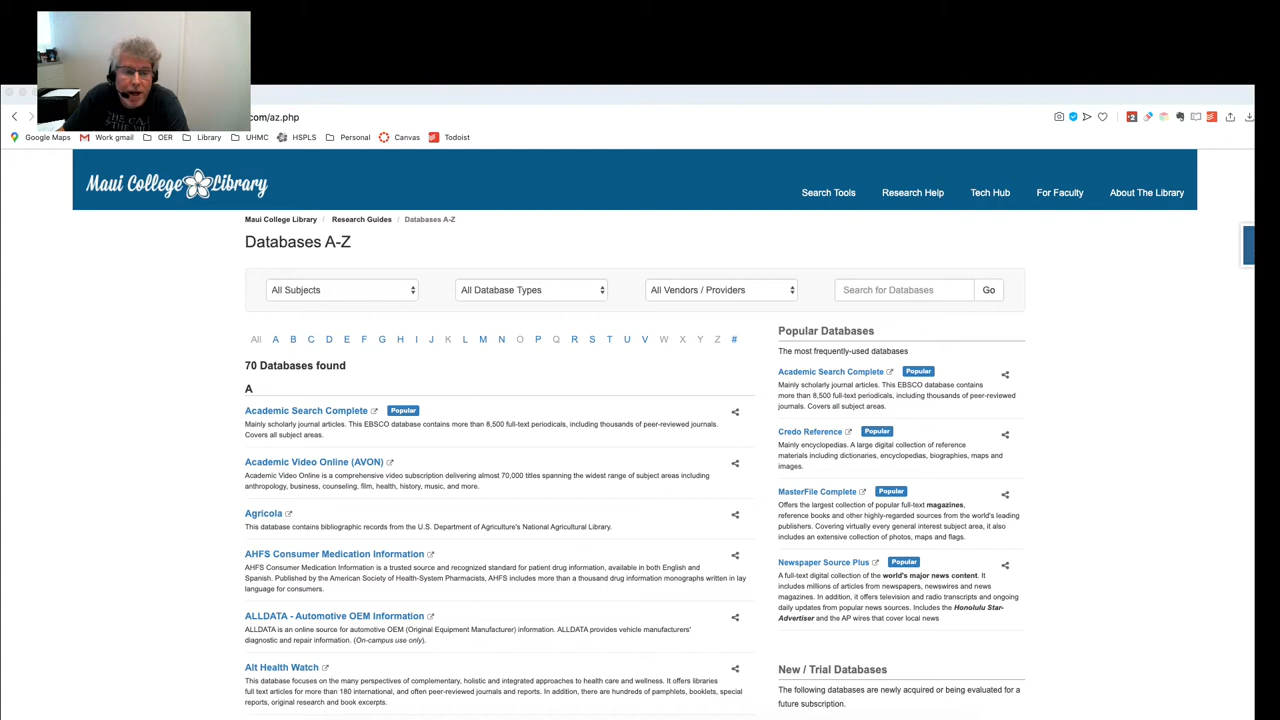 THE CA
THE VIL
com/az.php
Google Maps Work gmail OER Library UHMC HSPLS Personal Canvas Todoist
Maui College Library
Search Tools Research Help Tech Hub For Faculty About The Library
Maui College Library / Research Guides / Databases A-Z
Databases A-Z
All Subjects All Database Types All Vendors / Providers Search for Databases Go
All A B C D E F G H I J K L M N O P Q R S T U V W X Y Z #
70 Databases found
A
Academic Search Complete Popular
Mainly scholarly journal articles. This EBSCO database contains more than 8,500 full-text periodicals, including thousands of peer-reviewed journals.
Covers all subject areas.
Academic Video Online (AVON)
Academic Video Online is a comprehensive video subscription delivering almost 70,000 titles spanning the widest range of subject areas including
anthropology, business, counseling, film, health, history, music, and more.
Agricola
This database contains bibliographic records from the U.S. Department of Agriculture's National Agricultural Library.
AHFS Consumer Medication Information
AHFS Consumer Medication Information is a trusted source and recognized standard for patient drug information, available in both English and
Spanish. Published by the American Society of Health-System Pharmacists, AHFS includes more than a thousand drug information monographs written in lay
language for consumers.
ALLDATA - Automotive OEM Information
ALLDATA is an online source for automotive OEM (Original Equipment Manufacturer) information. ALLDATA provides vehicle manufacturers'
diagnostic and repair information. (On-campus use only).
Alt Health Watch
This database focuses on the many perspectives of complementary, holistic and integrated approaches to health care and wellness. It offers libraries
full text articles for more than 180 international, and often peer-reviewed journals and reports. In addition, there are hundreds of pamphlets, booklets, special
reports, original research and book excerpts.
Popular Databases
The most frequently-used databases
Academic Search Complete Popular
Mainly scholarly journal articles. This EBSCO database contains
more than 8,500 full-text periodicals, including thousands of peer-reviewed
journals. Covers all subject areas.
Credo Reference Popular
Mainly encyclopedias. A large digital collection of reference
materials including dictionaries, encyclopedias, biographies, maps and
images.
MasterFile Complete Popular
Offers the largest collection of popular full-text magazines,
reference books and other highly-regarded sources from the world's leading
publishers. Covering virtually every general interest subject area, it also
includes an extensive collection of photos, maps and flags.
Newspaper Source Plus Popular
A full-text digital collection of the world's major news content. It
includes millions of articles from newspapers, newswires and news
magazines. In addition, it offers television and radio transcripts and ongoing
daily updates from popular news sources. Includes the Honolulu Star-
Advertiser and the AP wires that cover local news
New / Trial Databases
The following databases are newly acquired or being evaluated for a
future subscription.